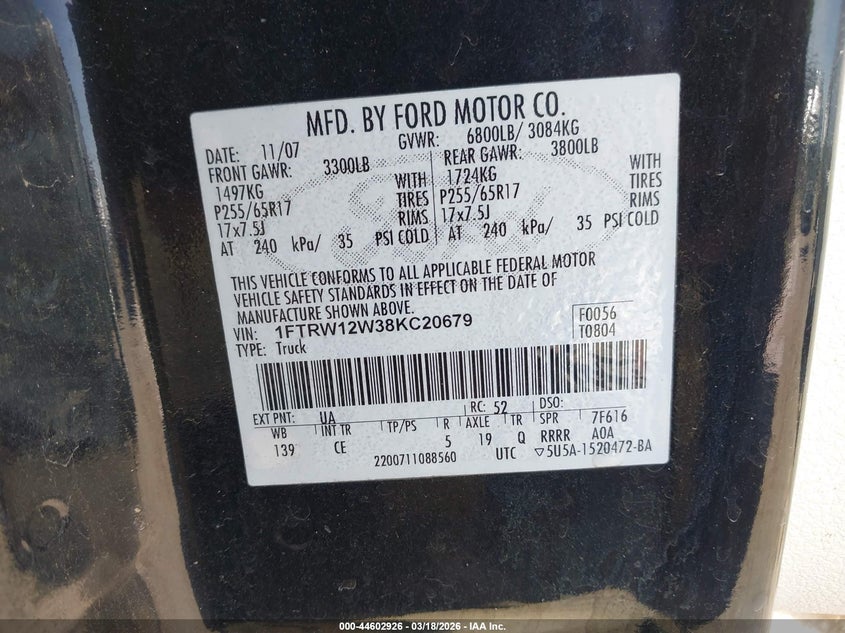 MFD. BY FORD MOTOR CO.
DATE: 11/07 GVWR: 6800LB/ 3084KG
FRONT GAWR: 3300LB REAR GAWR: 3800LB
1497KG WITH 1724KG WITH
P255/65R17 TIRES P255/65R17 TIRES
17x7.5J RIMS 17x7.5J RIMS
AT 240 kPa/ 35 PSI COLD AT 240 kPa/ 35 PSI COLD
THIS VEHICLE CONFORMS TO ALL APPLICABLE FEDERAL MOTOR
VEHICLE SAFETY STANDARDS IN EFFECT ON THE DATE OF
MANUFACTURE SHOWN ABOVE.
VIN: 1FTRW12W38KC20679 F0056
TYPE: Truck T0804
EXT PNT: UA RC: 52 DSO:
WB INT TR TP/PS R AXLE TR SPR 7F616
139 CE 5 19 Q RRRR A0A
2200711088560 UTC ▽5U5A-1520472-BA
000-44602926 - 03/18/2026 - IAA Inc.